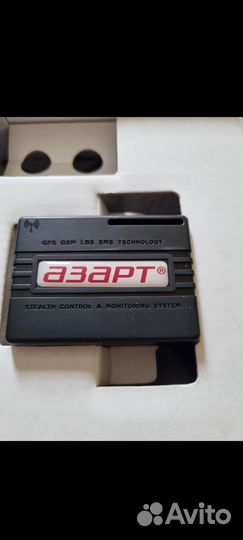 GPS GSM LBS SMS TECHNOLOGY
АЗАРТ®
STEALTH CONTROL & MONITORING SYSTEM
Avito